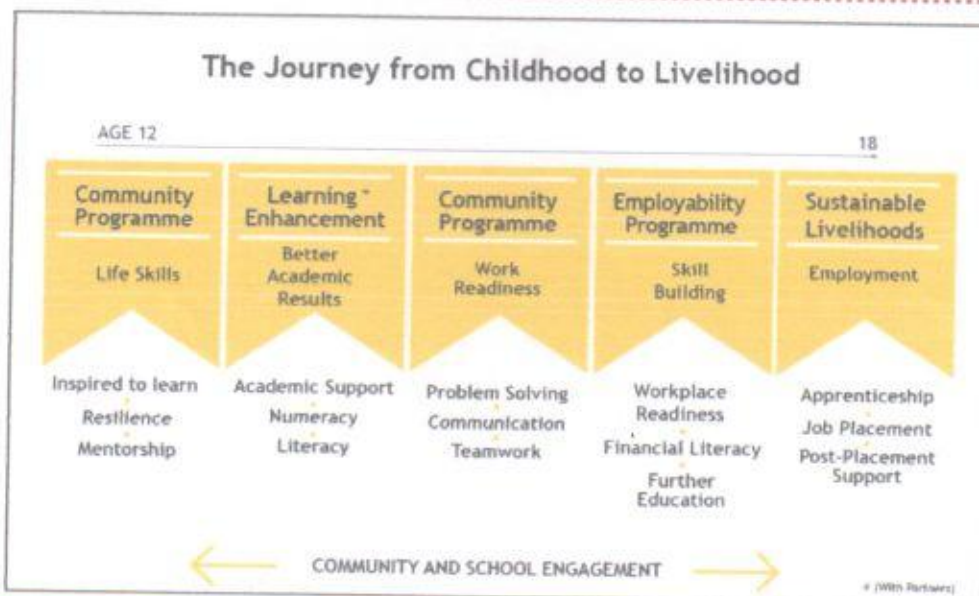 The Journey from Childhood to Livelihood
AGE 12
18
Community
Programme
Life Skills
Inspired to learn
Resilience
Mentorship
Learning *
Enhancement
Better
Academic
Results
Academic Support
Numeracy
Literacy
Community
Programme
Work
Readiness
Problem Solving
Communication
Teamwork
Employability
Programme
Skill
Building
Workplace
Readiness
Financial Literacy
Further
Education
Sustainable
Livelihoods
Employment
Apprenticeship
Job Placement
Post-Placement
Support
COMMUNITY AND SCHOOL ENGAGEMENT
* (With Partners)